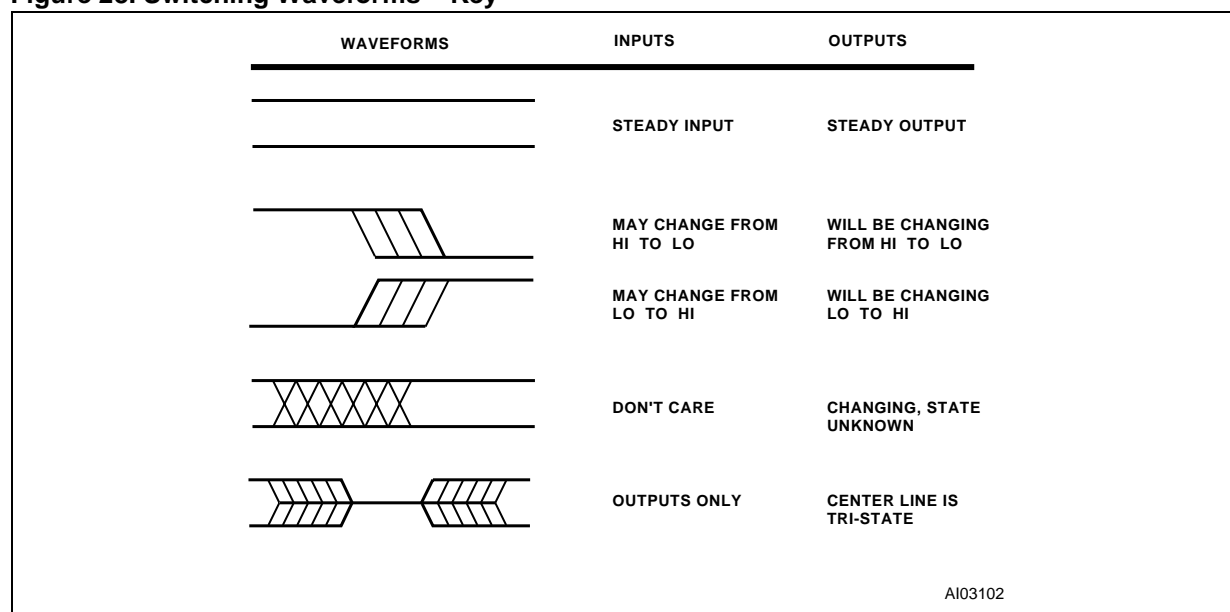 WAVEFORMS INPUTS OUTPUTS
STEADY INPUT STEADY OUTPUT
MAY CHANGE FROM HI TO LO
WILL BE CHANGING FROM HI TO LO
MAY CHANGE FROM LO TO HI
WILL BE CHANGING LO TO HI
DON'T CARE
CHANGING, STATE UNKNOWN
OUTPUTS ONLY
CENTER LINE IS TRI-STATE
AI03102